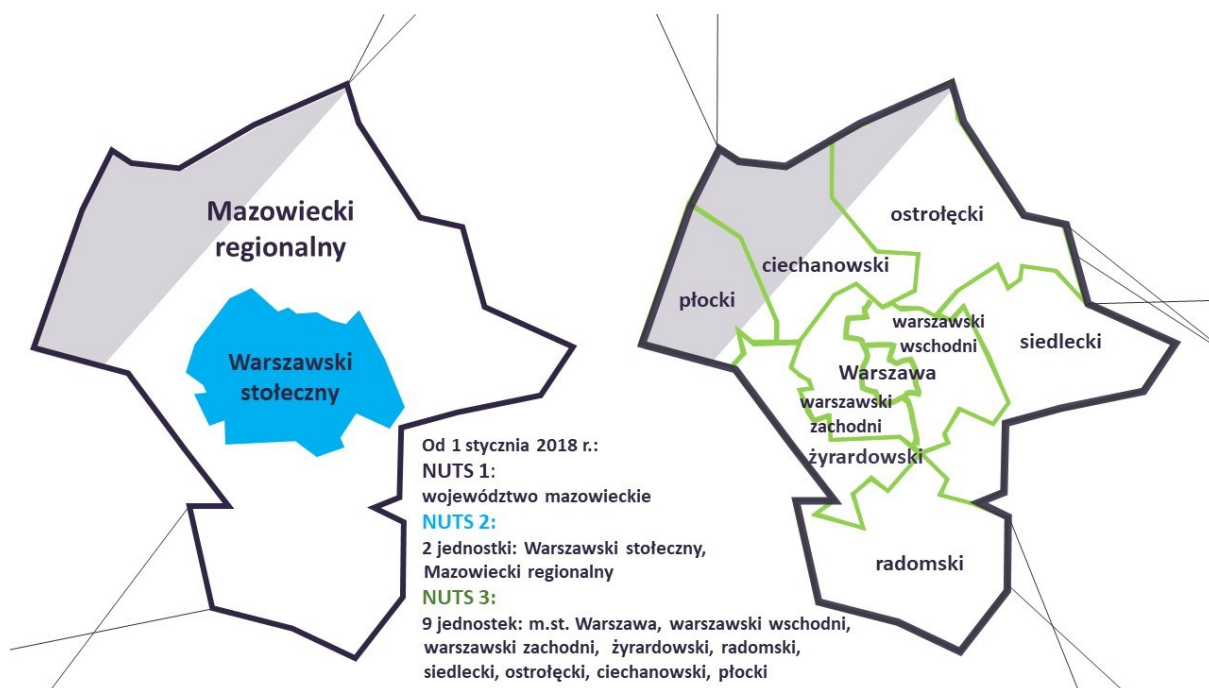 Mazowiecki
regionalny
Warszawski
stołeczny
Od 1 stycznia 2018 r.:
NUTS 1:
województwo mazowieckie
NUTS 2:
2 jednostki: Warszawski stołeczny,
Mazowiecki regionalny
NUTS 3:
9 jednostek: m.st. Warszawa, warszawski wschodni,
warszawski zachodni, żyrardowski, radomski,
siedlecki, ostrołęcki, ciechanowski, płocki
ostrołęcki
ciechanowski
płocki
warszawski
wschodni
siedlecki
Warszawa
warszawski
zachodni
żyrardowski
radomski